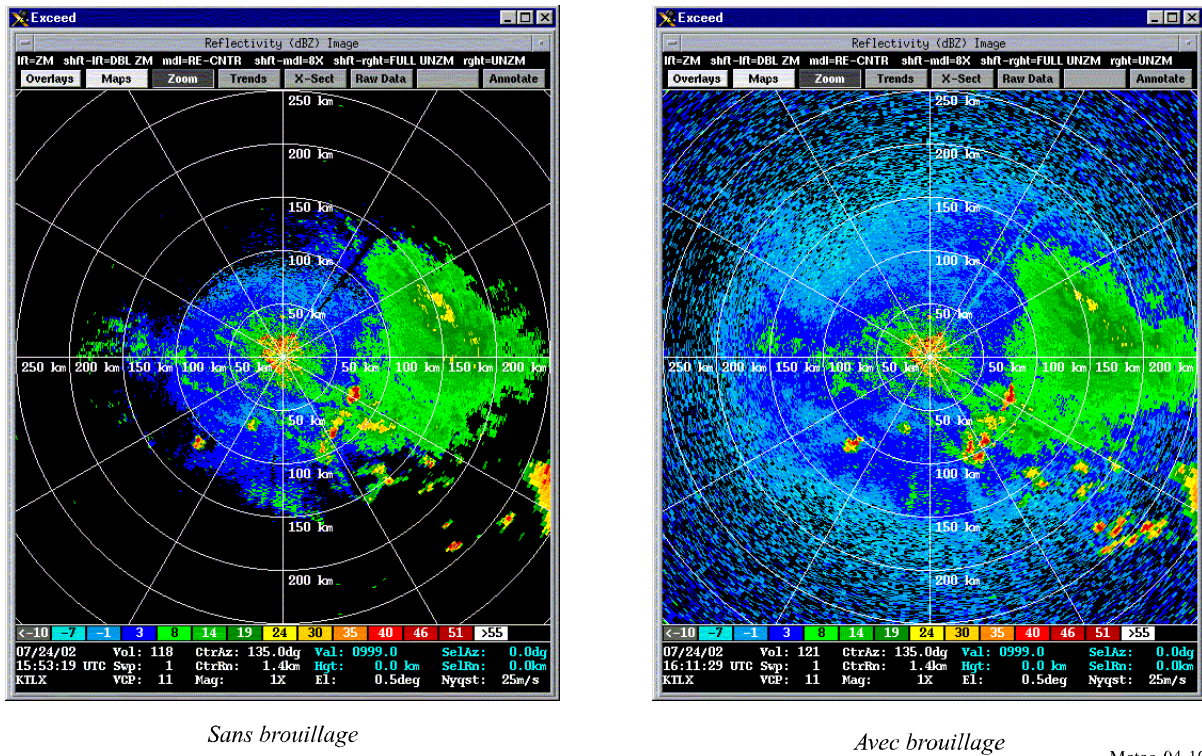 Exceed
Reflectivity (dBZ) Image
lft=ZM shft-lft=DBL ZM mdl=RE-CNTR shft-mdl=8X shft-rght=FULL UNZM rght=UNZM
Overlays Maps Zoom Trends X-Sect Raw Data Annotate
250 km
200 km
150 km
100 km
50 km
250 km 200 km 150 km 100 km 50 km 50 km 100 km 150 km 200 km
50 km
100 km
150 km
200 km
<-10 -7 -1 3 8 14 19 24 30 35 40 46 51 >55
07/24/02 Vol: 118 CtrAz: 135.0dg Val: 0999.0 SelAz: 0.0dg
15:53:19 UTC Swp: 1 CtrRn: 1.4km Hgt: 0.0 km SelRn: 0.0km
KTLX VCP: 11 Mag: 1X El: 0.5deg Nyqst: 25m/s
Sans brouillage
Exceed
Reflectivity (dBZ) Image
lft=ZM shft-lft=DBL ZM mdl=RE-CNTR shft-mdl=8X shft-rght=FULL UNZM rght=UNZM
Overlays Maps Zoom Trends X-Sect Raw Data Annotate
250 km
200 km
150 km
100 km
50 km
250 km 200 km 150 km 100 km 50 km 50 km 100 km 150 km 200 km
50 km
100 km
150 km
200 km
<-10 -7 -1 3 8 14 19 24 30 35 40 46 51 >55
07/24/02 Vol: 121 CtrAz: 135.0dg Val: 0999.0 SelAz: 0.0dg
16:11:29 UTC Swp: 1 CtrRn: 1.4km Hgt: 0.0 km SelRn: 0.0km
KTLX VCP: 11 Mag: 1X El: 0.5deg Nyqst: 25m/s
Avec brouillage